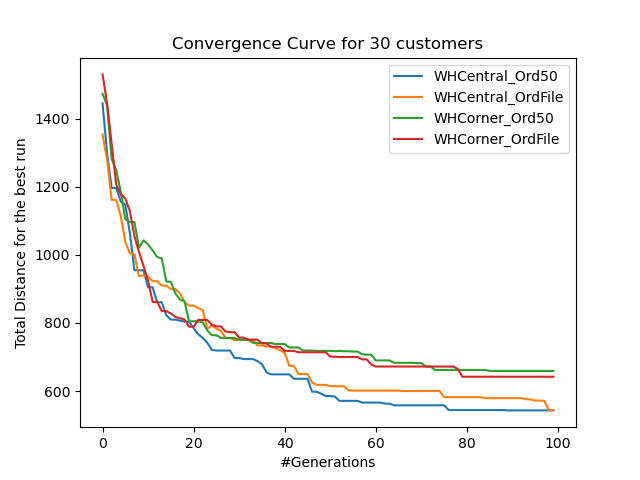 Convergence Curve for 30 customers
WHCentral_Ord50
WHCentral_OrdFile
WHCorner_Ord50
WHCorner_OrdFile
Total Distance for the best run
1400
1200
1000
800
600
0 20 40 60 80 100
#Generations